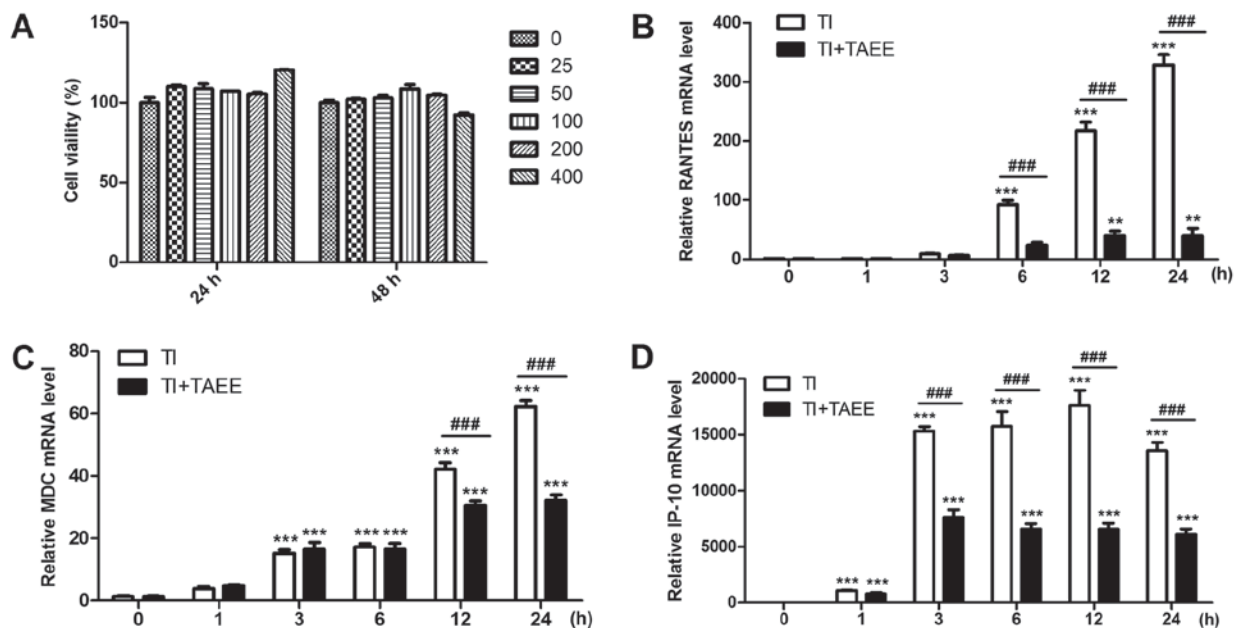 A
Cell viaility (%)
150
100
50
0
24 h
48 h
0
25
50
100
200
400
B
Relative RANTES mRNA level
400
300
200
100
0
TI
TI+TAEE
###
***
###
***
###
***
**
**
0 1 3 6 12 24 (h)
C
Relative MDC mRNA level
80
60
40
20
0
TI
TI+TAEE
###
***
###
***
***
***
*** *** *** ***
0 1 3 6 12 24 (h)
D
Relative IP-10 mRNA level
20000
15000
10000
5000
0
TI
TI+TAEE
### ### ### ###
*** *** *** ***
*** *** *** ***
*** ***
0 1 3 6 12 24 (h)